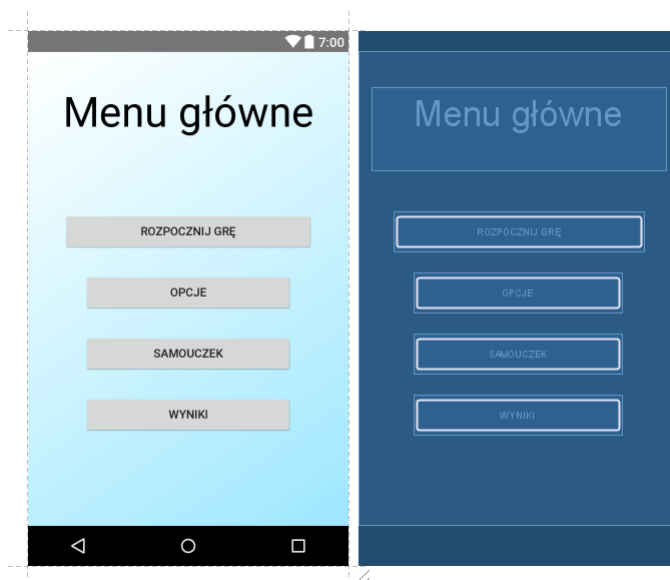 7:00
Menu główne
ROZPOCZNIJ GRĘ
OPCJE
SAMOUCZEK
WYNIKI
Menu główne
ROZPOCZNIJ GRĘ
OPCJE
SAMOUCZEK
WYNIKI